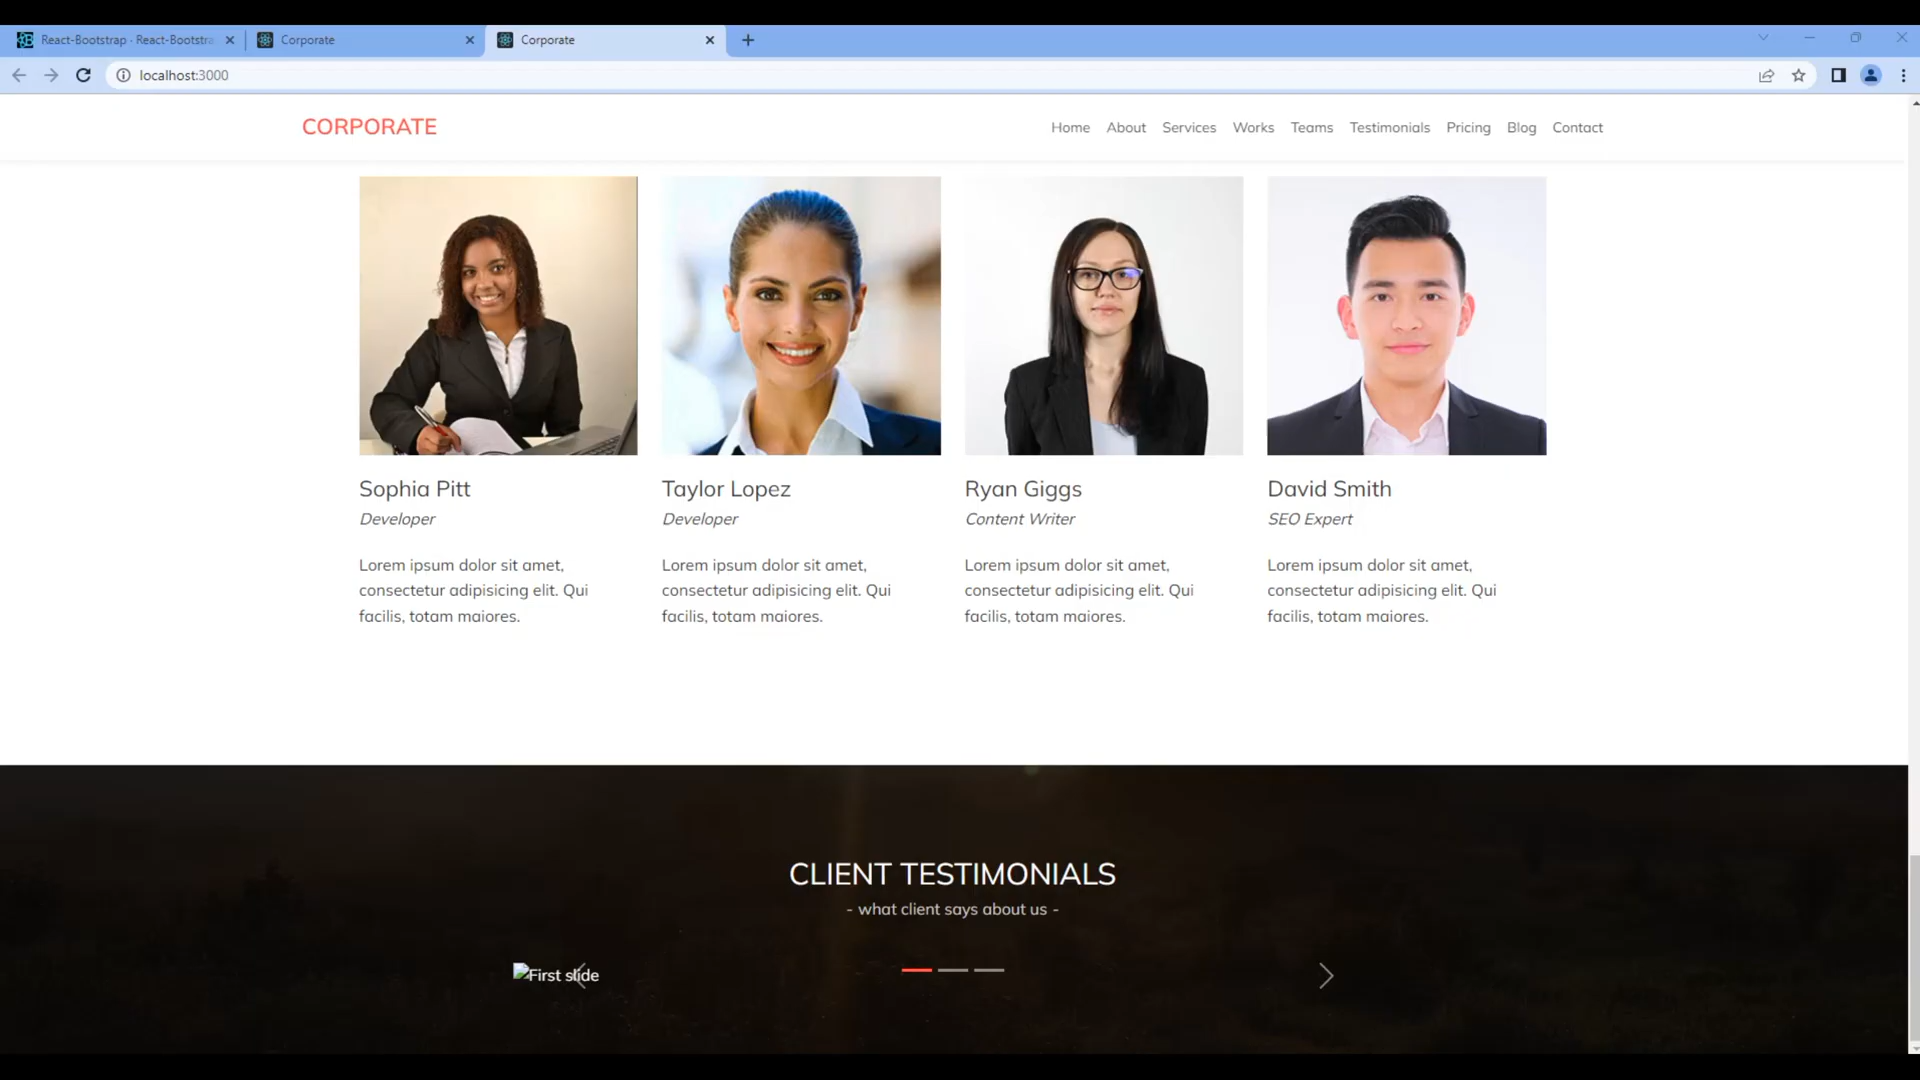 React-Bootstrap · React-Bootstra
Corporate
Corporate
localhost:3000
CORPORATE
Home About Services Works Teams Testimonials Pricing Blog Contact
Sophia Pitt
Developer
Lorem ipsum dolor sit amet,
consectetur adipisicing elit. Qui
facilis, totam maiores.
Taylor Lopez
Developer
Lorem ipsum dolor sit amet,
consectetur adipisicing elit. Qui
facilis, totam maiores.
Ryan Giggs
Content Writer
Lorem ipsum dolor sit amet,
consectetur adipisicing elit. Qui
facilis, totam maiores.
David Smith
SEO Expert
Lorem ipsum dolor sit amet,
consectetur adipisicing elit. Qui
facilis, totam maiores.
CLIENT TESTIMONIALS
- what client says about us -
First slide